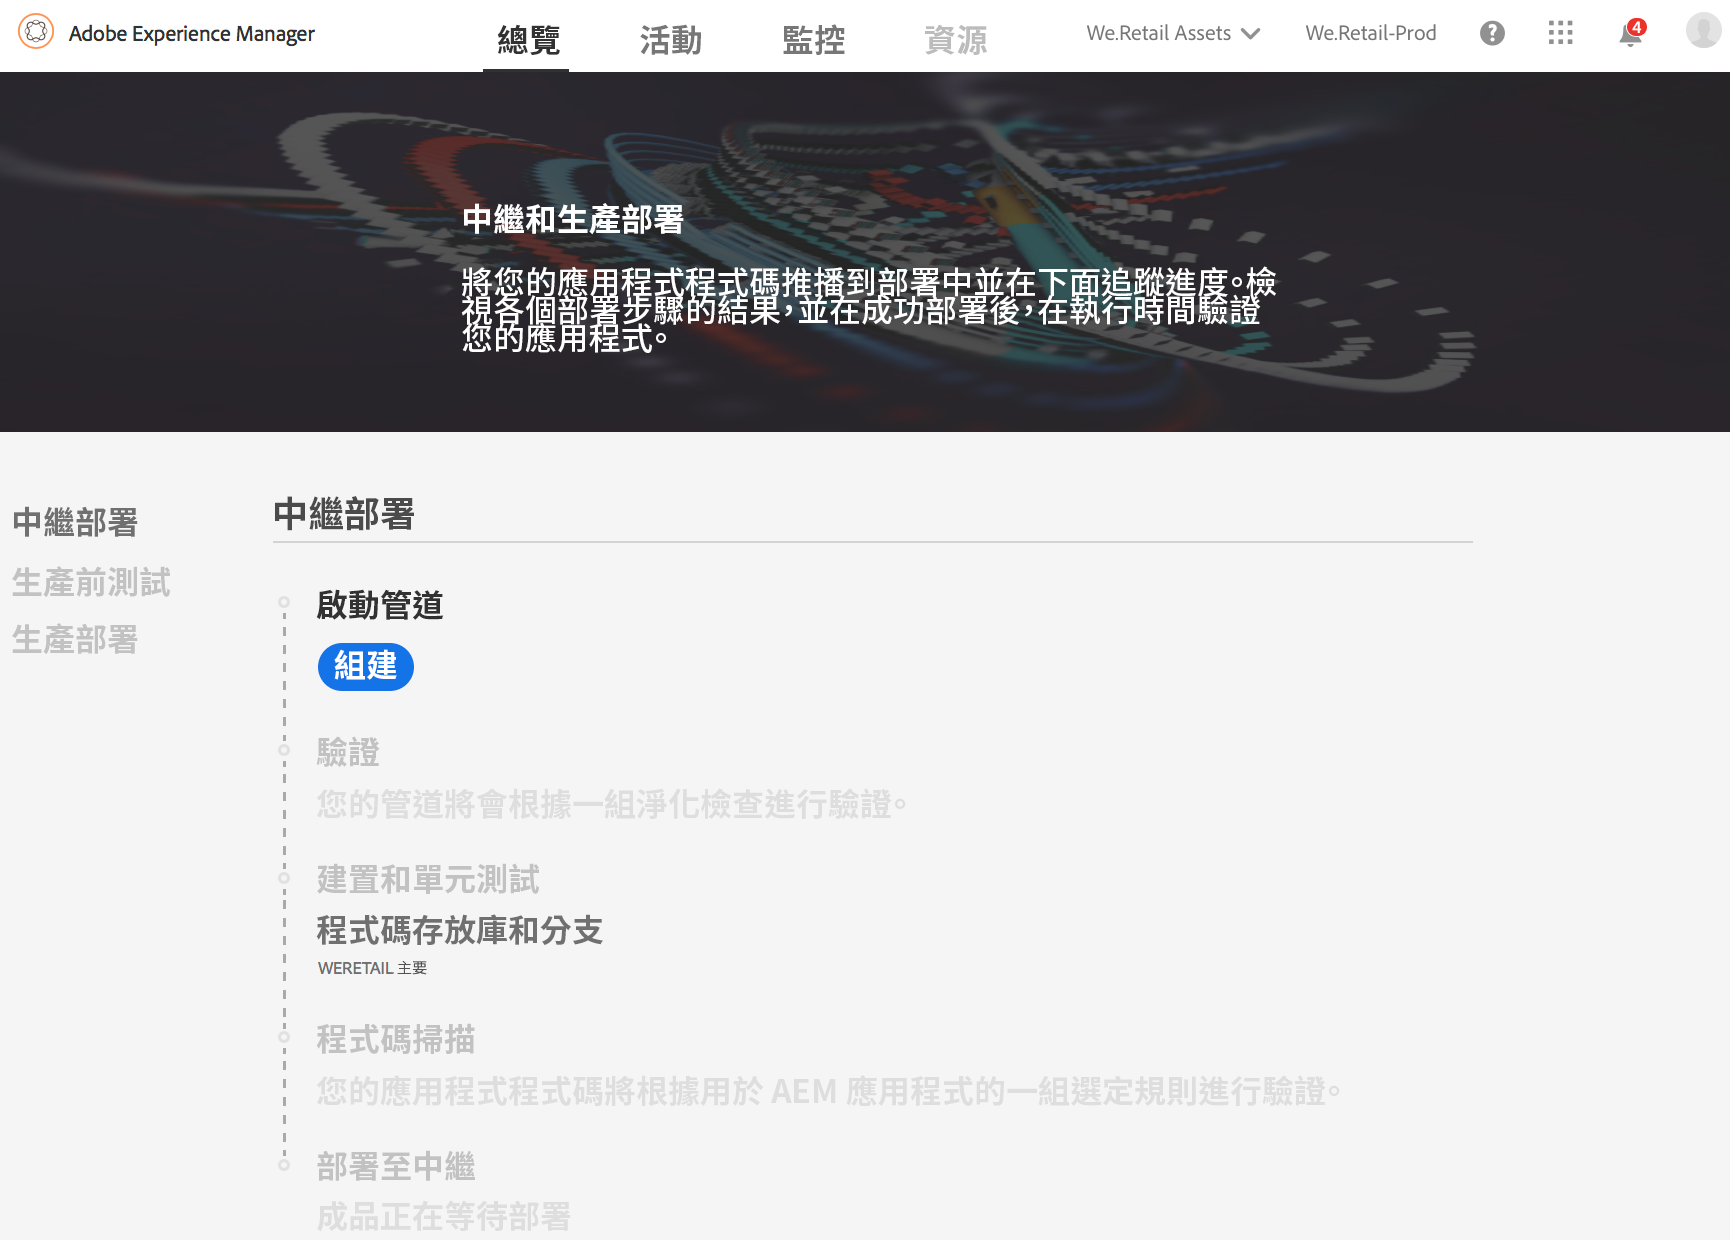 Adobe Experience Manager
總覽
活動
監控
資源
We.Retail Assets
We.Retail-Prod
4
中繼和生產部署
將您的應用程式程式碼推播到部署中並在下面追蹤進度。檢
視各個部署步驟的結果，並在成功部署後，在執行時間驗證
您的應用程式。
中繼部署
生產前測試
生產部署
中繼部署
啟動管道
組建
驗證
您的管道將會根據一組淨化檢查進行驗證。
建置和單元測試
程式碼存放庫和分支
WERETAIL 主要
程式碼掃描
您的應用程式程式碼將根據用於 AEM 應用程式的一組選定規則進行驗證。
部署至中繼
成品正在等待部署